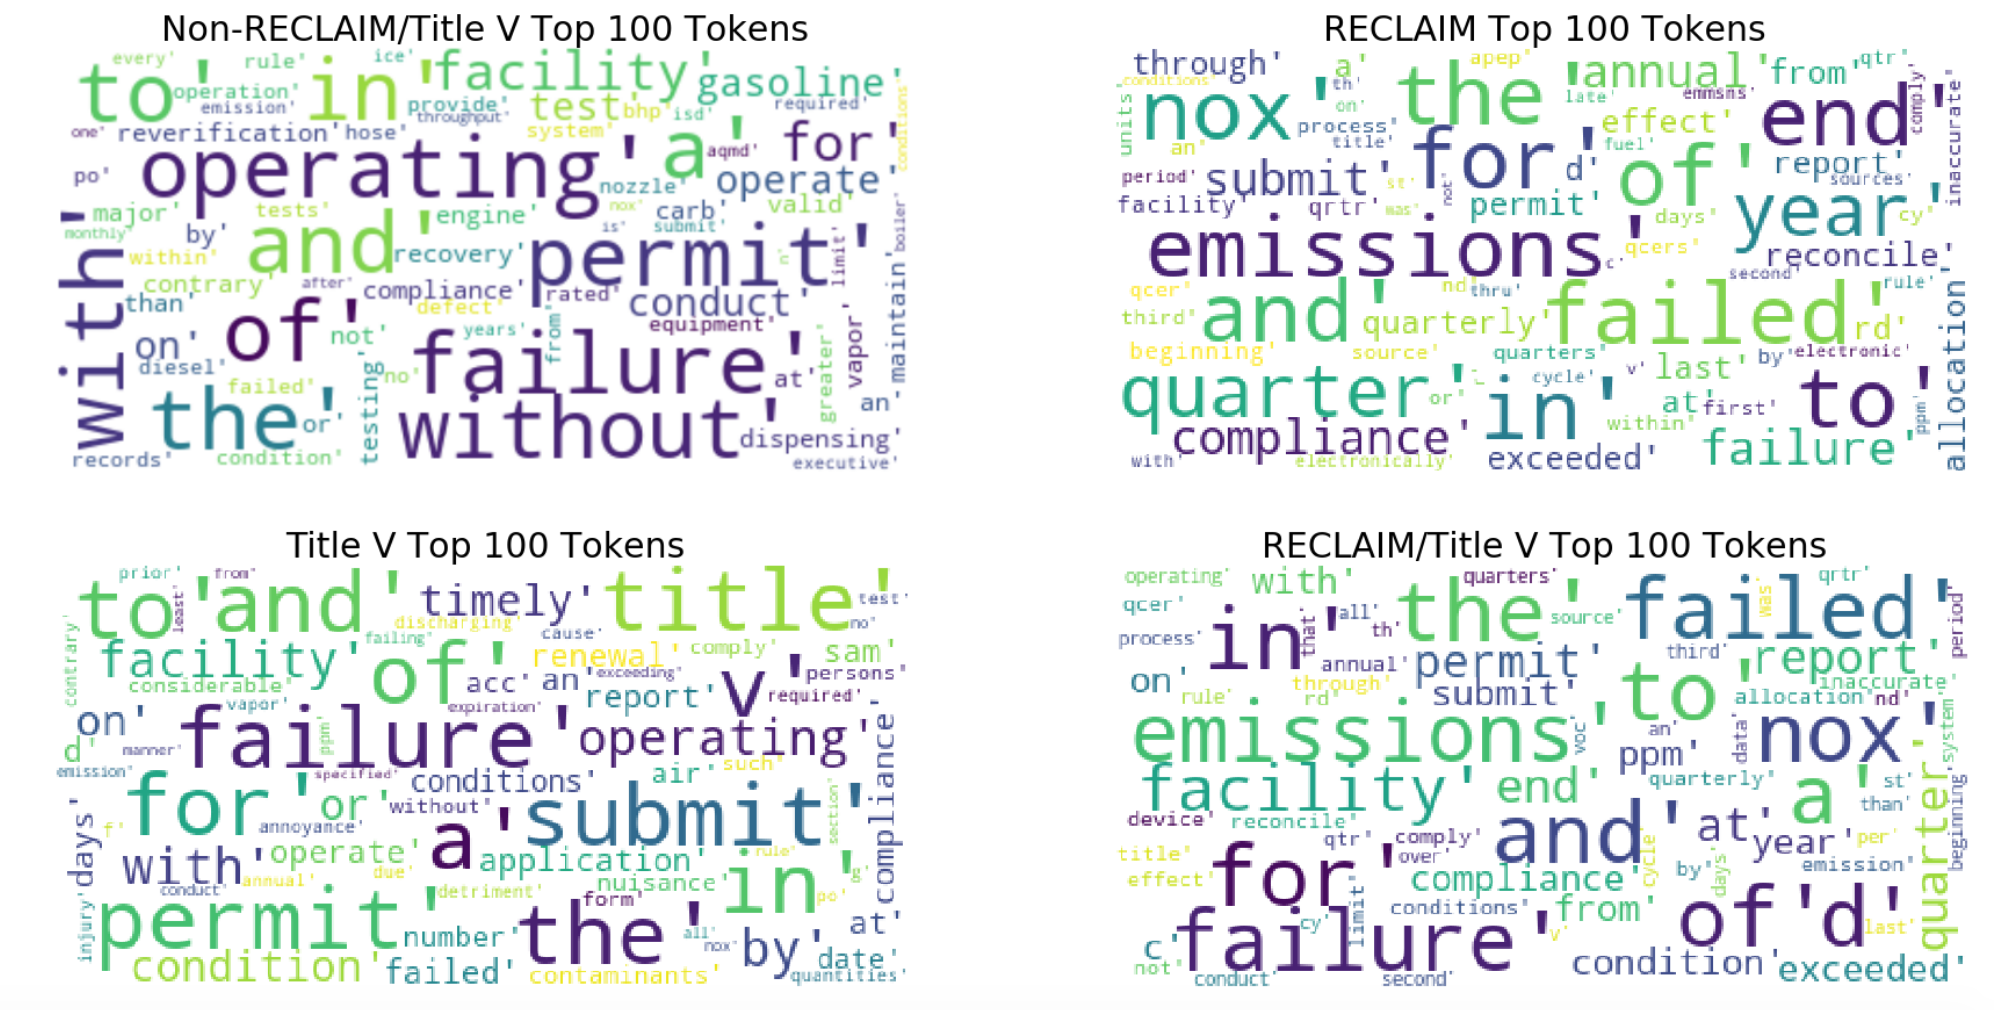 Non-RECLAIM/Title V Top 100 Tokens
every' rule' ice'
to' in' facility' gasoline'
operation' emission' provide' throughput' test' bhp' isd' required' conditions'
one' reverification' hose' system' a' for'
operating' aqmd'
po' nozzle' operate'
major' tests' engine' nox' carb' valid'
monthly' by' is' submit' boiler'
with' within' and' recovery' permit' c' limit'
contrary' after' compliance' rated' conduct' maintain'
than' defect' equipment'
on' of' not' years' from' greater' vapor'
diesel' failed' testing' no' failure' at'
the' or' without' an'
dispensing'
records' condition' executive'
RECLAIM Top 100 Tokens
through' a' apep' annual' from' qtr'
conditions' th' the' emmsns' comply'
units' nox' on' late' end' inaccurate'
process' effect'
an' title' for' fuel' of' report'
period' submit' st' not' d' sources'
facility' qrtr' was' permit' days' year' cy'
emissions' c' qcers' reconcile'
second'
qcer' nd' thru' rule'
third' and' quarterly' failed' rd' allocation'
beginning' source' quarters' by' electronic'
quarter' t' cycle' v' last'
or' in' at' first' to' ppm'
compliance' within'
with' electronically' exceeded' failure'
Title V Top 100 Tokens
prior' from'
to' least' and' timely' title' test'
discharging' no'
contrary' failing' cause'
facility' of' renewal' comply' sam'
considerable' acc' an' exceeding' v' persons'
vapor' report' required'
on' expiration'
d' manner' failure' ppm' operating'
emission' specified' conditions' air' such' compliance'
for' or' without' submit' section'
f' annoyance' a'
days' with' operate' application' rule'
conduct' annual' due' detriment' nuisance' in' g'
injury' permit' form' po'
number' the' all' nox' by' at'
condition' failed' contaminants' date'
quantities'
RECLAIM/Title V Top 100 Tokens
operating' with' quarters' qrtr'
qcer' all' the' source' failed' was' period'
process' in' that' th'
annual' permit' third' report'
on' through' submit' to' inaccurate'
rule' rd' allocation' nd'
emissions' voc' an' data' nox' system'
ppm'
facility' end' quarterly' a' st'
device' reconcile' than'
qtr' comply' and' at' year' per' quarter' beginning'
title' over' cycle'
effect' for' compliance' by' days' emission'
limit' conditions' from' of' d' last'
cy' v'
c' failure'
not' conduct' second' condition' exceeded'